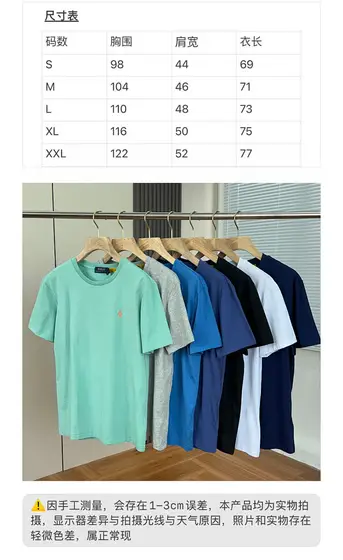 尺寸表
码数 胸围 肩宽 衣长
S 98 44 69
M 104 46 71
L 110 48 73
XL 116 50 75
XXL 122 52 77
⚠️因手工测量，会存在1-3cm误差，本产品均为实物拍
摄，显示器差异与拍摄光线与天气原因，照片和实物存在
轻微色差，属正常现